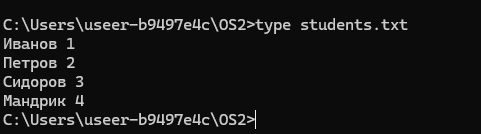 C:\Users\useer-b9497e4c\OS2>type students.txt
Иванов 1
Петров 2
Сидоров 3
Мандрик 4
C:\Users\useer-b9497e4c\OS2>